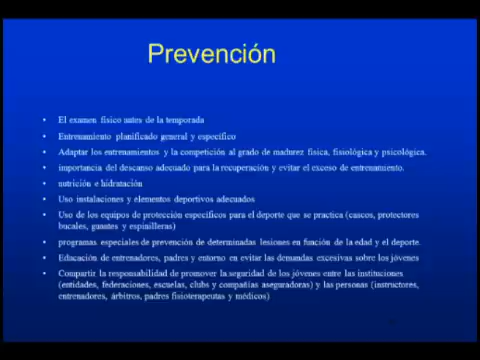 Prevención
• El examen físico antes de la temporada
• Entrenamiento planificado general y específico
• Adaptar los entrenamientos y la competición al grado de madurez física, fisiológica y psicológica.
• importancia del descanso adecuado para la recuperación y evitar el exceso de entrenamiento.
• nutrición e hidratación
• Uso instalaciones y elementos deportivos adecuados
• Uso de los equipos de protección específicos para el deporte que se practica (cascos, protectores
bucales, guantes y espinilleras)
• programas especiales de prevención de determinadas lesiones en función de la edad y el deporte.
• Educación de entrenadores, padres y entorno en evitar las demandas excesivas sobre los jóvenes
• Compartir la responsabilidad de promover la seguridad de los jóvenes entre las instituciones
(entidades, federaciones, escuelas, clubs y compañías aseguradoras) y las personas (instructores,
entrenadores, árbitros, padres fisioterapeutas y médicos)